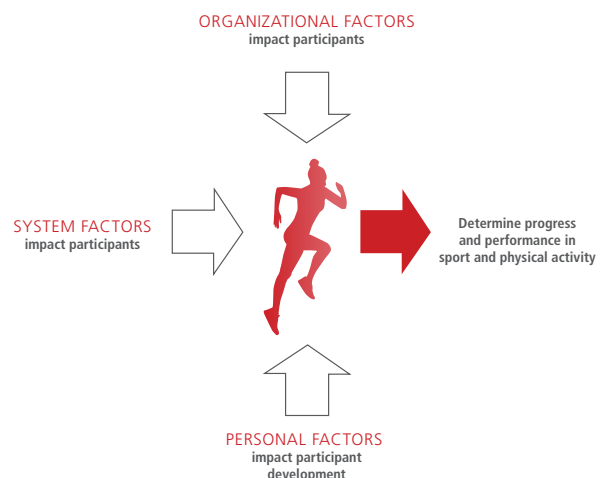 ORGANIZATIONAL FACTORS
impact participants
SYSTEM FACTORS
impact participants
Determine progress
and performance in
sport and physical activity
PERSONAL FACTORS
impact participant
development